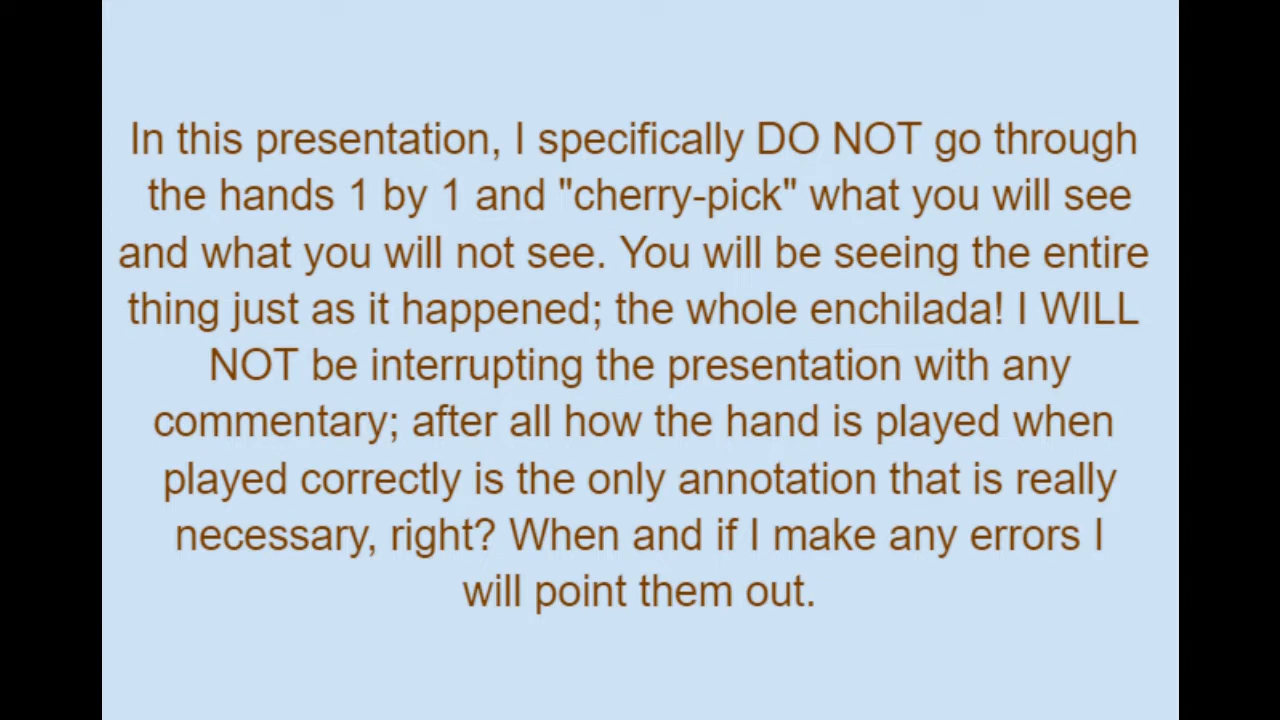 In this presentation, I specifically DO NOT go through
the hands 1 by 1 and "cherry-pick" what you will see
and what you will not see. You will be seeing the entire
thing just as it happened; the whole enchilada! I WILL
NOT be interrupting the presentation with any
commentary; after all how the hand is played when
played correctly is the only annotation that is really
necessary, right? When and if I make any errors I
will point them out.